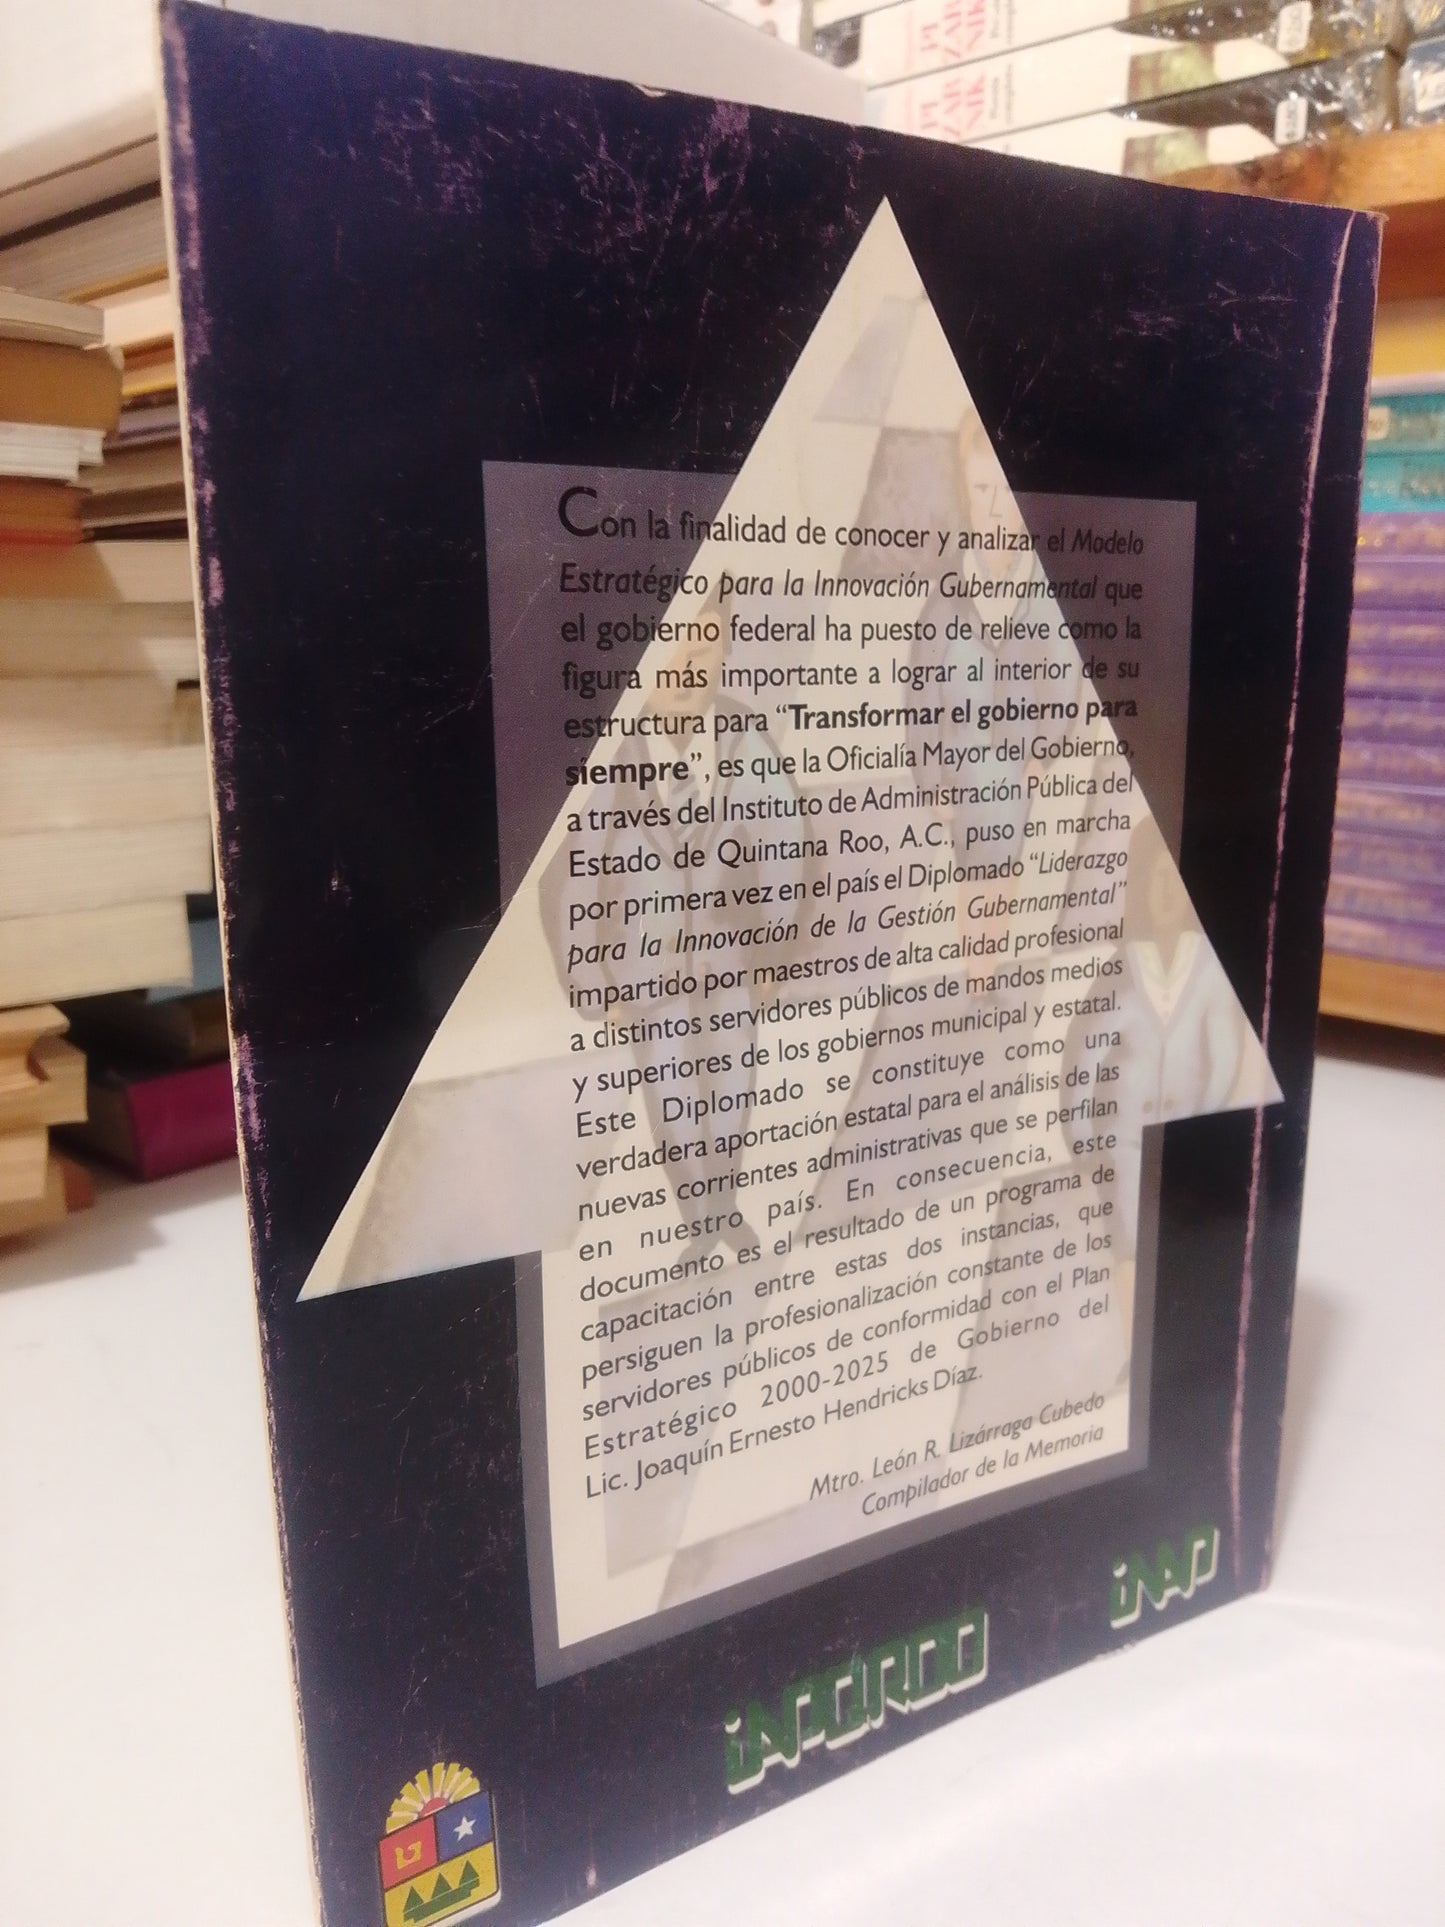 Con la finalidad de conocer y analizar el Modelo
Estratégico para la Innovación Gubernamental que
el gobierno federal ha puesto de relieve como la
figura más importante a lograr al interior de su
estructura para “Transformar el gobierno para
siempre”, es que la Oficialía Mayor del Gobierno,
a través del Instituto de Administración Pública del
Estado de Quintana Roo, A.C., puso en marcha
por primera vez en el país el Diplomado “Liderazgo
para la Innovación de la Gestión Gubernamental”
impartido por maestros de alta calidad profesional
a distintos servidores públicos de mandos medios
y superiores de los gobiernos municipal y estatal.
Este Diplomado se constituye como una
verdadera aportación estatal para el análisis de las
nuevas corrientes administrativas que se perfilan
en nuestro país. En consecuencia, este
documento es el resultado de un programa de
capacitación entre estas dos instancias, que
persiguen la profesionalización constante de los
servidores públicos de conformidad con el Plan
Estratégico 2000-2025 de Gobierno del
Lic. Joaquín Ernesto Hendricks Díaz.
Mtro. León R. Lizárraga Cubedo
Compilador de la Memoria
iAPQROO
iNAP
PI
ZAR
NIK
PI
ZAR
NIK